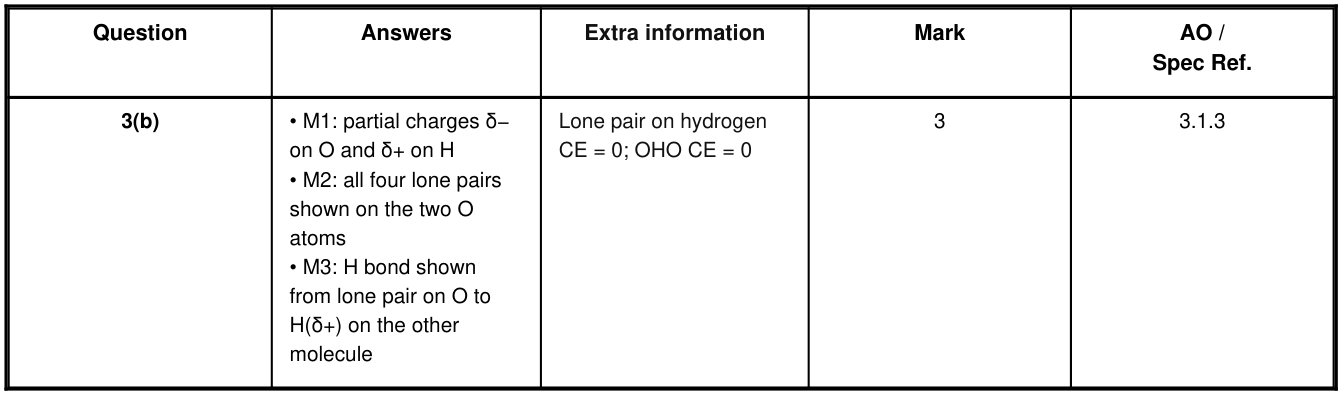 Question Answers Extra information Mark AO /
Spec Ref.
3(b)
• M1: partial charges δ–
on O and δ+ on H
• M2: all four lone pairs
shown on the two O
atoms
• M3: H bond shown
from lone pair on O to
H(δ+) on the other
molecule
Lone pair on hydrogen
CE = 0; OHO CE = 0
3
3.1.3